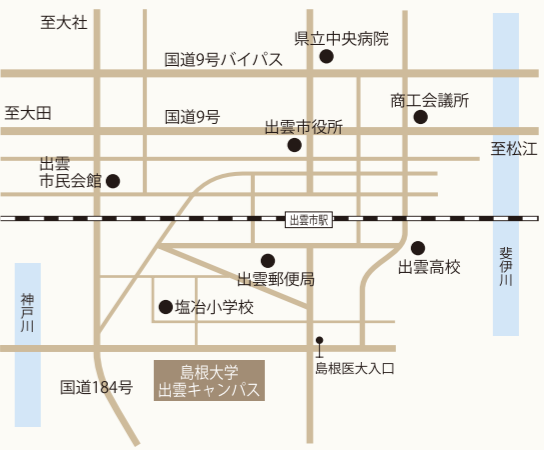 至大社
県立中央病院
国道9号バイパス
商工会議所
至大田
国道9号
出雲市役所
至松江
出雲
市民会館
出雲市駅
斐伊川
出雲高校
出雲郵便局
神戸川
塩冶小学校
島根医大入口
島根大学
出雲キャンパス
国道184号